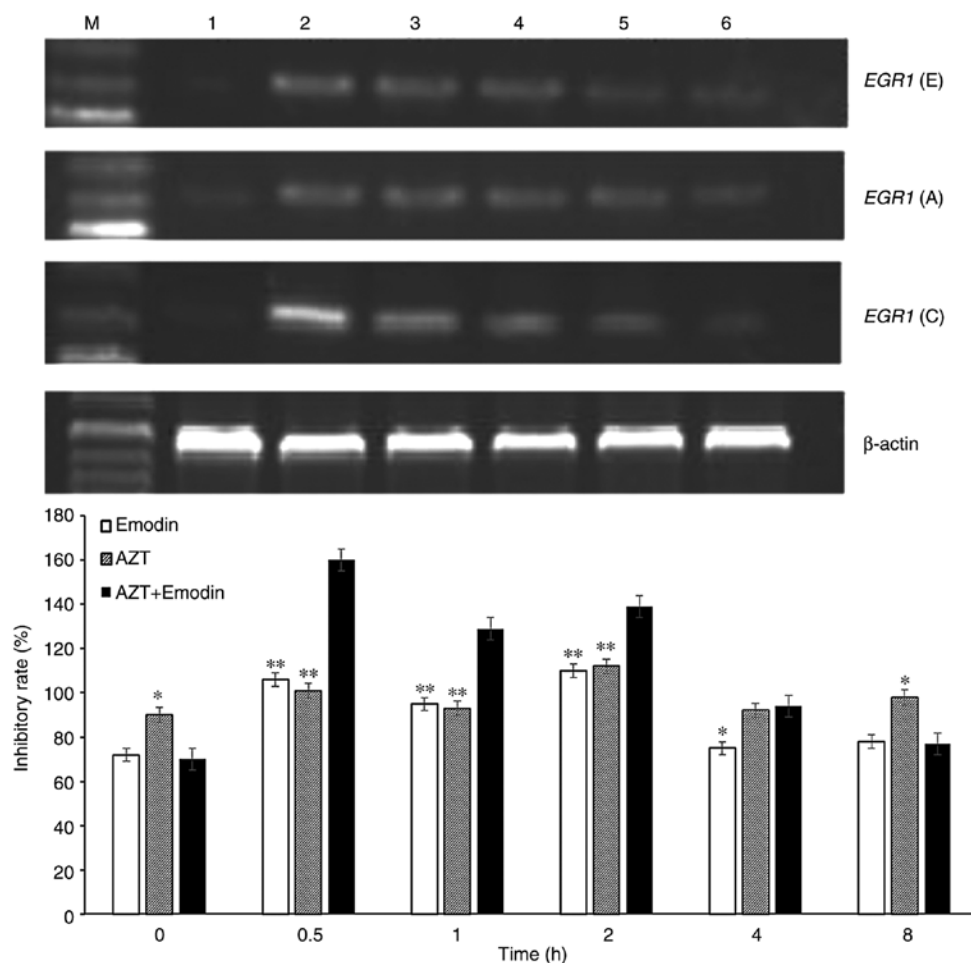 M 1 2 3 4 5 6
EGR1 (E)
EGR1 (A)
EGR1 (C)
β-actin
180
160
140
120
100
80
60
40
20
0
Inhibitory rate (%)
Emodin
AZT
AZT+Emodin
* ** ** ** ** ** ** * *
0 0.5 1 2 4 8
Time (h)